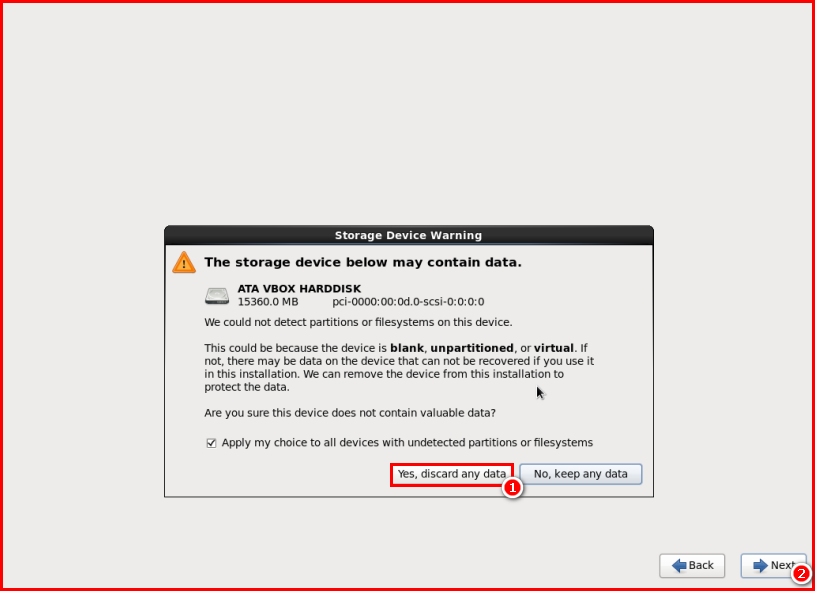 Storage Device Warning
The storage device below may contain data.
ATA VBOX HARDDISK
15360.0 MB pci-0000:00:0d.0-scsi-0:0:0:0
We could not detect partitions or filesystems on this device.
This could be because the device is blank, unpartitioned, or virtual. If
not, there may be data on the device that can not be recovered if you use it
in this installation. We can remove the device from this installation to
protect the data.
Are you sure this device does not contain valuable data?
Apply my choice to all devices with undetected partitions or filesystems
Yes, discard any data No, keep any data
1
Back Next
2